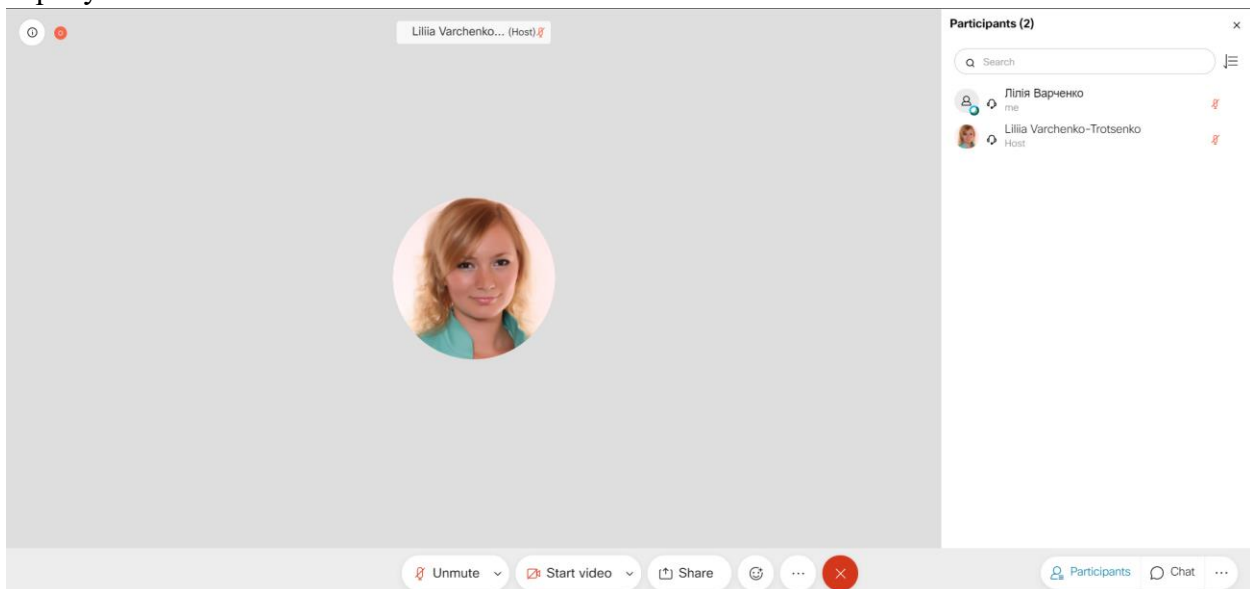 Liliia Varchenko... (Host)
Participants (2)
Search
Лілія Варченко
me
Liliia Varchenko-Trotsenko
Host
Unmute
Start video
Share
Participants
Chat